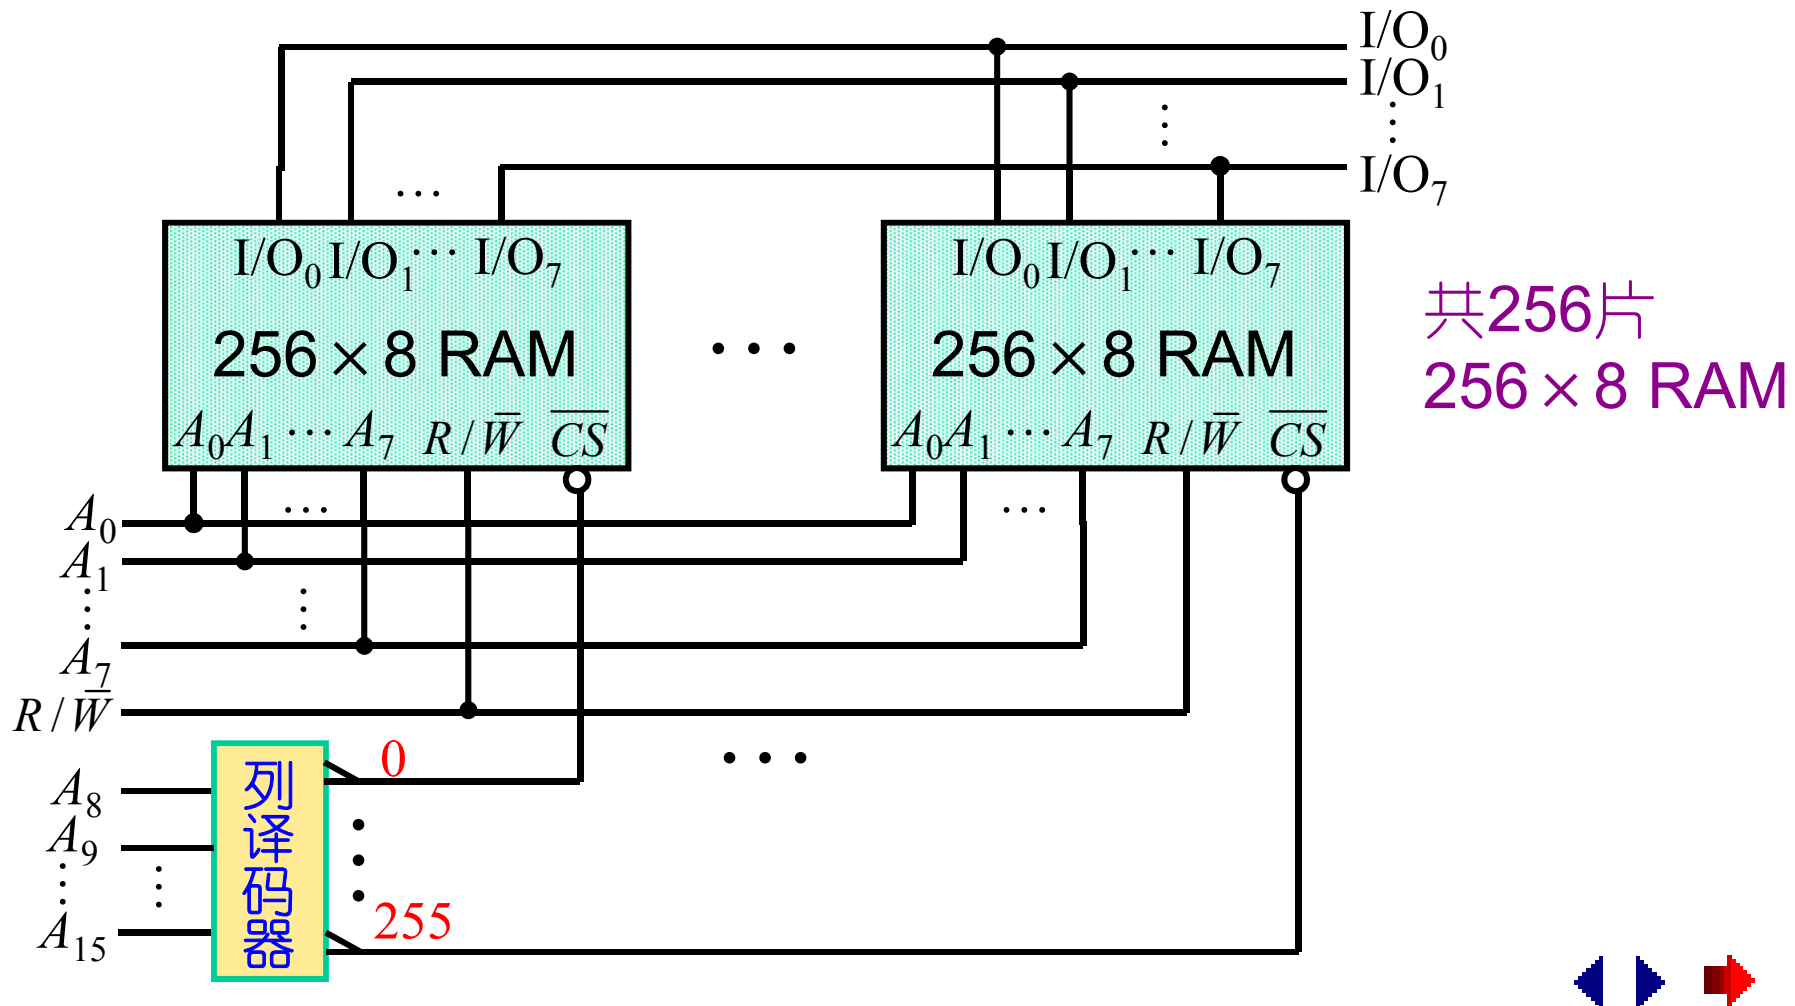 I/O₀
I/O₁
⋮ ⋮
I/O₇
⋯
I/O₀ I/O₁ ⋯ I/O₇ I/O₀ I/O₁ ⋯ I/O₇
256 × 8 RAM ⋯ 256 × 8 RAM
A₀ A₁ ⋯ A₇ R/W̅ C̅S̅ A₀ A₁ ⋯ A₇ R/W̅ C̅S̅
共256片
256 × 8 RAM
A₀ ⋯ ⋯
A₁
⋮ ⋮
A₇
R/W̅
⋯
A₈
A₉
⋮ ⋮
A₁₅
列译码器
0
⋮
255